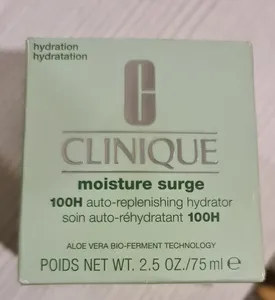 hydration
hydratation
C
CLINIQUE
moisture surge
100H auto-replenishing hydrator
soin auto-réhydratant 100H
ALOE VERA BIO-FERMENT TECHNOLOGY
POIDS NET WT. 2.5 OZ./75 ml ℮